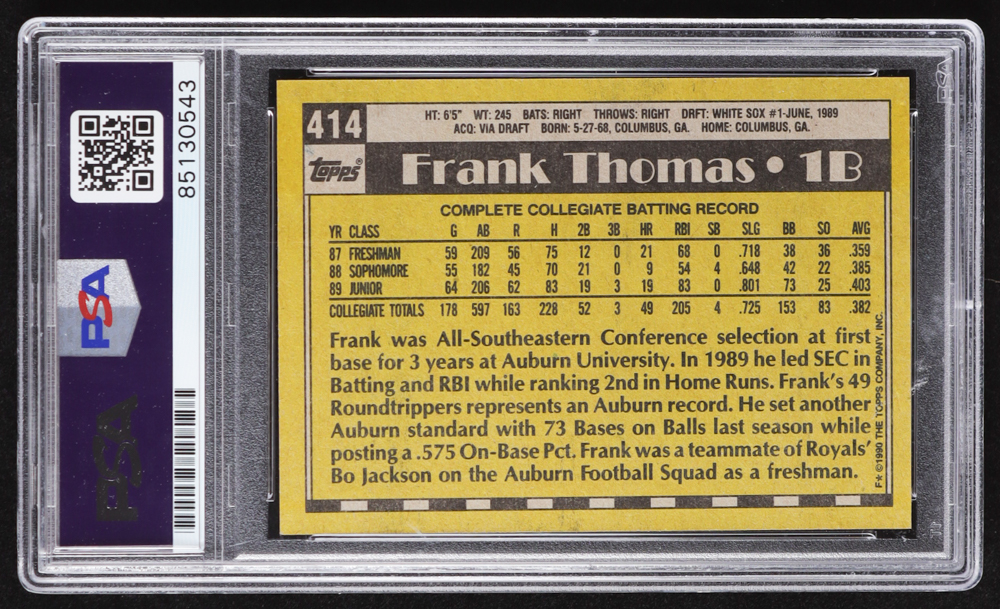 85130543
PSA
PSA
414
HT: 6'5" WT: 245 BATS: RIGHT THROWS: RIGHT DRFT: WHITE SOX #1-JUNE, 1989
ACQ: VIA DRAFT BORN: 5-27-68, COLUMBUS, GA. HOME: COLUMBUS, GA.
TOPPS®
Frank Thomas • 1B
COMPLETE COLLEGIATE BATTING RECORD
YR CLASS G AB R H 2B 3B HR RBI SB SLG BB SO AVG
87 FRESHMAN 59 209 56 75 12 0 21 68 0 .718 38 36 .359
88 SOPHOMORE 55 182 45 70 21 0 9 54 4 .648 42 22 .385
89 JUNIOR 64 206 62 83 19 3 19 83 0 .801 73 25 .403
COLLEGIATE TOTALS 178 597 163 228 52 3 49 205 4 .725 153 83 .382
Frank was All-Southeastern Conference selection at first
base for 3 years at Auburn University. In 1989 he led SEC in
Batting and RBI while ranking 2nd in Home Runs. Frank's 49
Roundtrippers represents an Auburn record. He set another
Auburn standard with 73 Bases on Balls last season while
posting a .575 On-Base Pct. Frank was a teammate of Royals'
Bo Jackson on the Auburn Football Squad as a freshman.
F* © 1990 THE TOPPS COMPANY, INC.